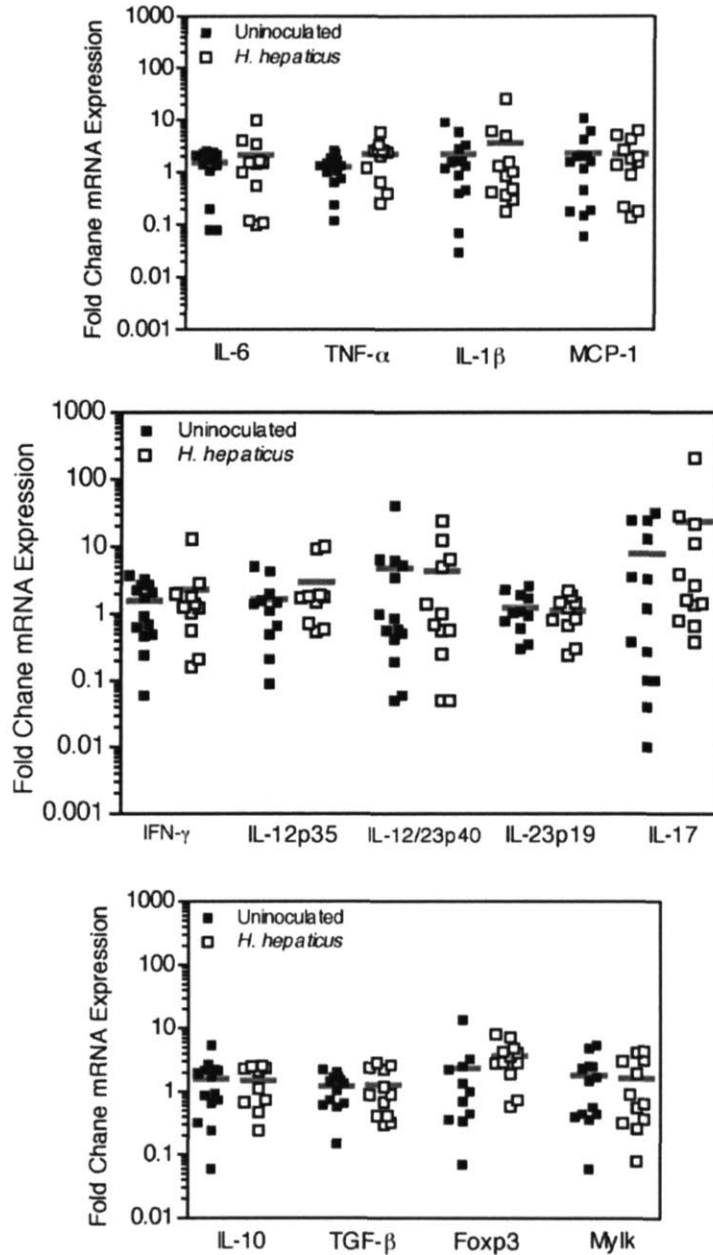 Fold Chane mRNA Expression
1000
100
10
1
0.1
0.01
0.001
Uninoculated
H. hepaticus
IL-6 TNF-α IL-1β MCP-1
Fold Chane mRNA Expression
1000
100
10
1
0.1
0.01
0.001
Uninoculated
H. hepaticus
IFN-γ IL-12p35 IL-12/23p40 IL-23p19 IL-17
Fold Chane mRNA Expression
1000
100
10
1
0.1
0.01
Uninoculated
H. hepaticus
IL-10 TGF-β Foxp3 Mylk